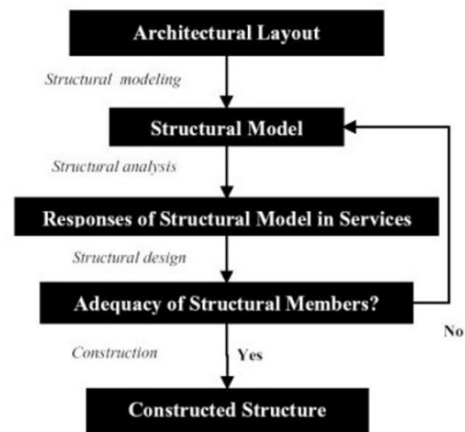 Architectural Layout
Structural modeling
Structural Model
Structural analysis
Responses of Structural Model in Services
Structural design
Adequacy of Structural Members?
No
Construction
Yes
Constructed Structure